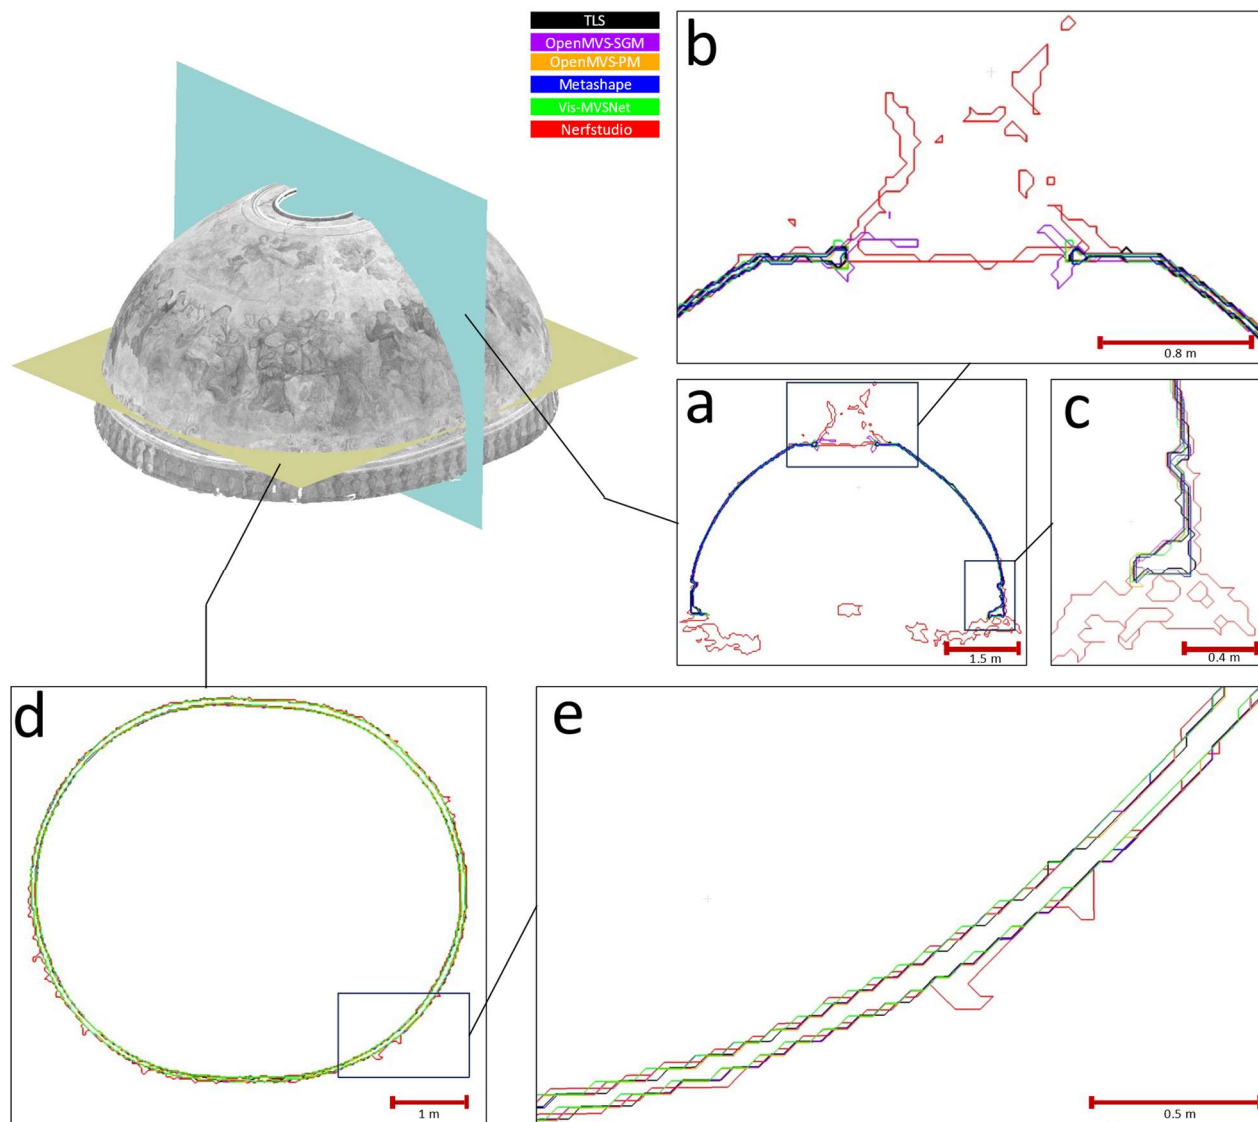 TLS
OpenMVS-SGM
OpenMVS-PM
Metashape
Vis-MVSNet
Nerfstudio
b
0.8 m
a
1.5 m
c
0.4 m
d
1 m
e
0.5 m